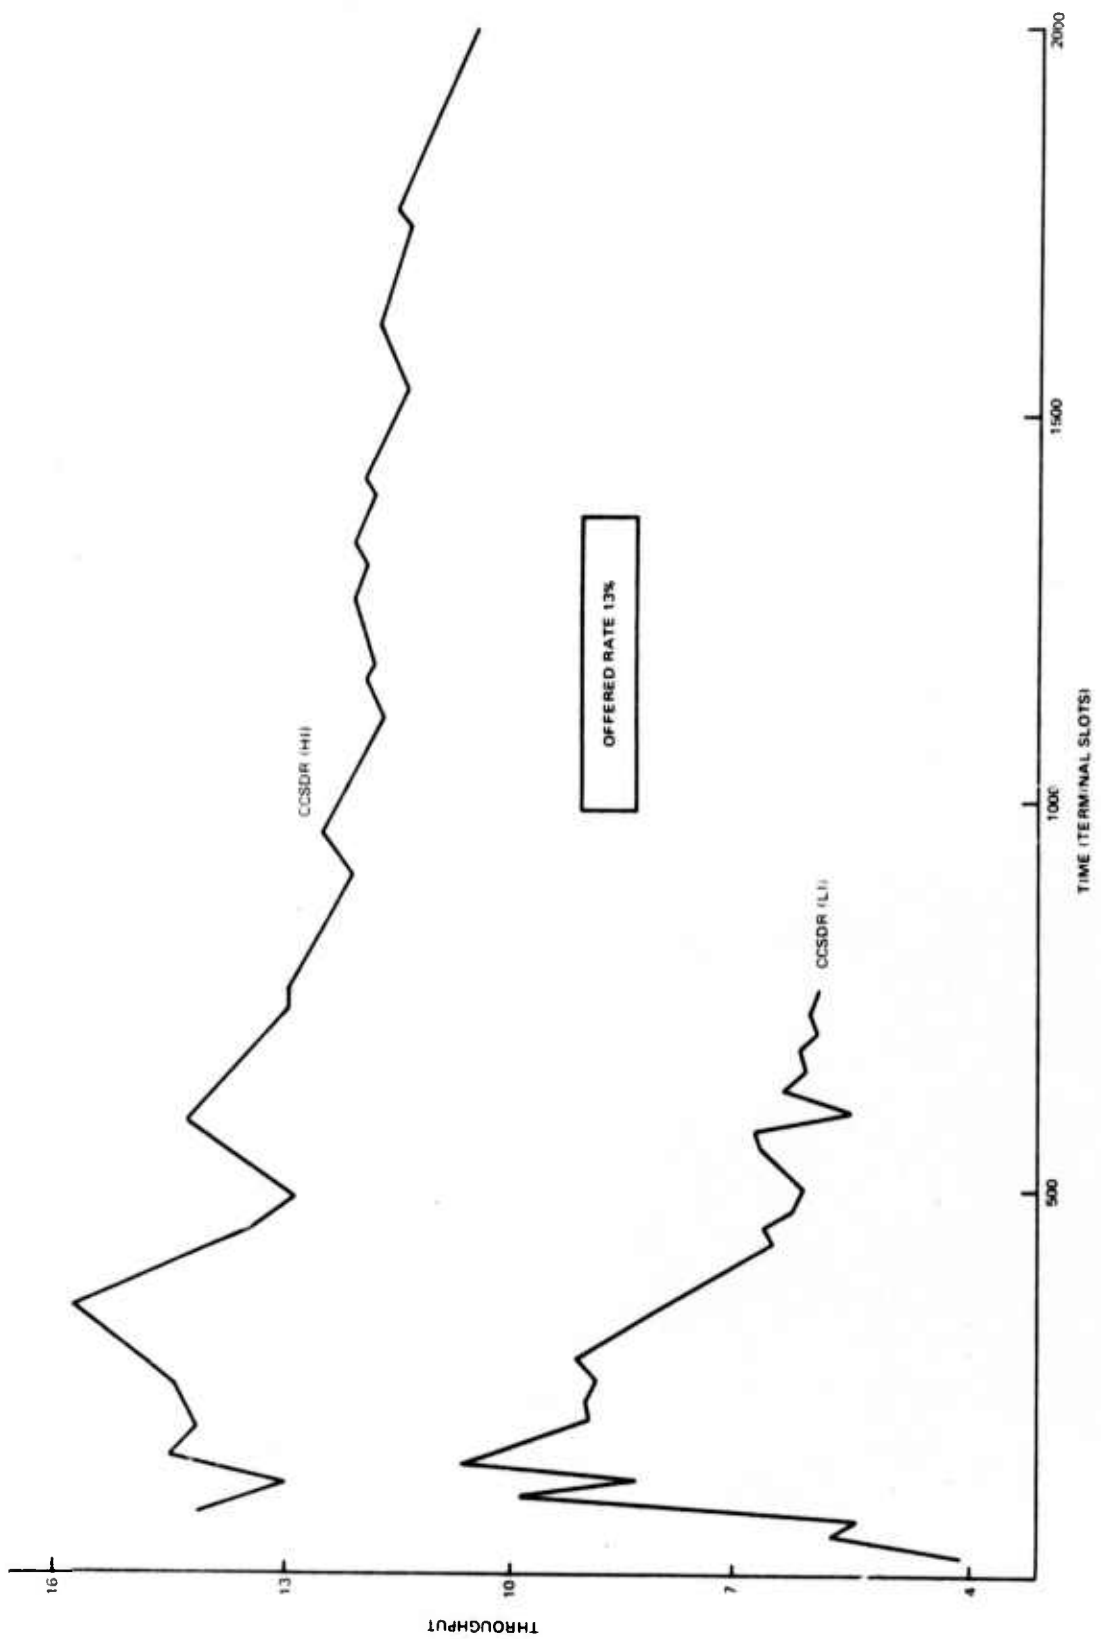 THROUGHPUT
16
13
10
7
4
CCSDR (HI)
OFFERED RATE 13%
CCSDR (LI)
500
1000
1500
2000
TIME (TERMINAL SLOTS)